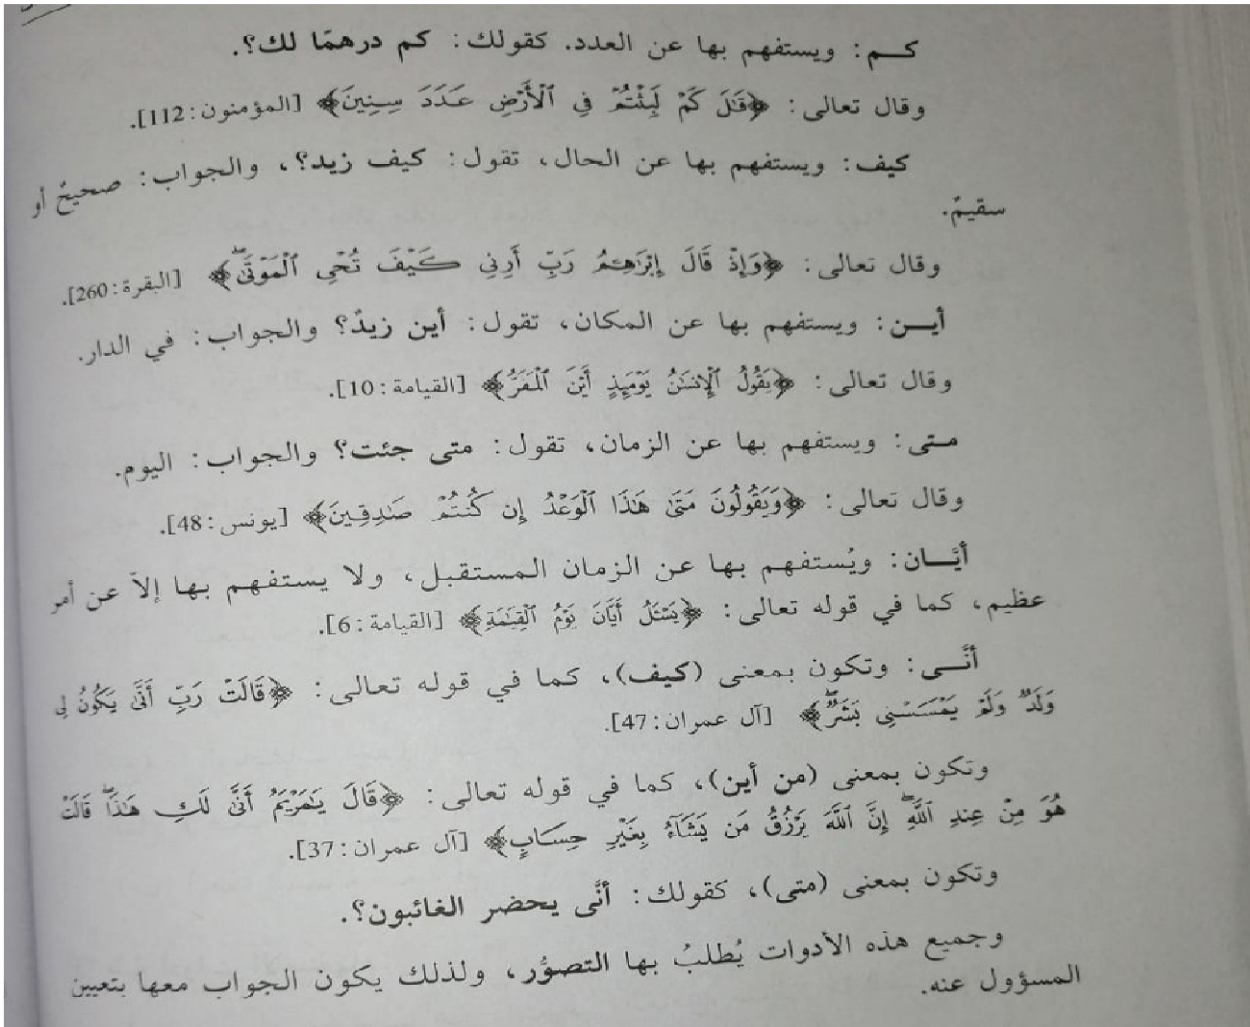 كم: ويستفهم بها عن العدد. كقولك: كم درهمًا لك؟.
وقال تعالى: ﴿قَالَ كَمْ لَبِثْتُمْ فِي ٱلْأَرْضِ عَدَدَ سِنِينَ﴾ [المؤمنون: 112].
كيف: ويستفهم بها عن الحال، تقول: كيف زيد؟، والجواب: صحيحٌ أو
سقيمٌ.
وقال تعالى: ﴿وَإِذْ قَالَ إِبْرَٰهِـۧمُ رَبِّ أَرِنِي كَيْفَ تُحْيِ ٱلْمَوْتَىٰۖ﴾ [البقرة: 260].
أيـن: ويستفهم بها عن المكان، تقول: أين زيدٌ؟ والجواب: في الدار.
وقال تعالى: ﴿يَقُولُ ٱلْإِنسَٰنُ يَوْمَئِذٍ أَيْنَ ٱلْمَفَرُّ﴾ [القيامة: 10].
متى: ويستفهم بها عن الزمان، تقول: متى جئت؟ والجواب: اليوم.
وقال تعالى: ﴿وَيَقُولُونَ مَتَىٰ هَٰذَا ٱلْوَعْدُ إِن كُنتُمْ صَٰدِقِينَ﴾ [يونس: 48].
أيَّـان: ويُستفهم بها عن الزمان المستقبل، ولا يستفهم بها إلاّ عن أمر
عظيم، كما في قوله تعالى: ﴿يَسْـَٔلُ أَيَّانَ يَوْمُ ٱلْقِيَٰمَةِ﴾ [القيامة: 6].
أنَّـى: وتكون بمعنى (كيف)، كما في قوله تعالى: ﴿قَالَتْ رَبِّ أَنَّىٰ يَكُونُ لِي
وَلَدٌ وَلَمْ يَمْسَسْنِي بَشَرٌۖ﴾ [آل عمران: 47].
وتكون بمعنى (من أين)، كما في قوله تعالى: ﴿قَالَ يَٰمَرْيَمُ أَنَّىٰ لَكِ هَٰذَاۖ قَالَتْ
هُوَ مِنْ عِندِ ٱللَّهِۖ إِنَّ ٱللَّهَ يَرْزُقُ مَن يَشَآءُ بِغَيْرِ حِسَابٍ﴾ [آل عمران: 37].
وتكون بمعنى (متى)، كقولك: أنَّى يحضر الغائبون؟.
وجميع هذه الأدوات يُطلبُ بها التصوُّر، ولذلك يكون الجواب معها بتعيين
المسؤول عنه.